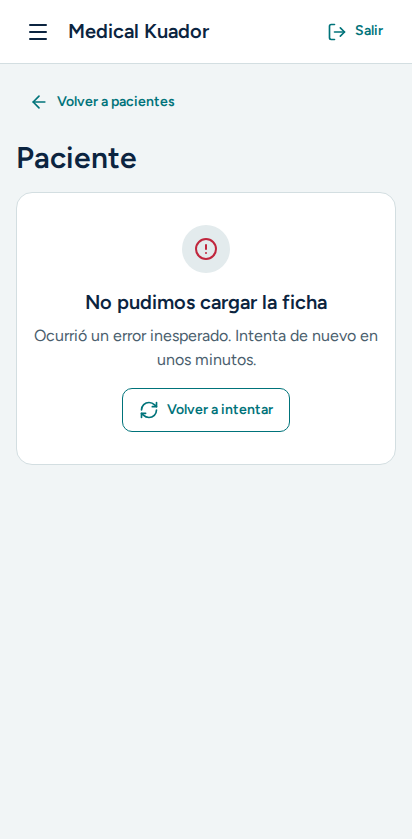 Medical Kuador
Salir
Volver a pacientes
Paciente
No pudimos cargar la ficha
Ocurrió un error inesperado. Intenta de nuevo en
unos minutos.
Volver a intentar